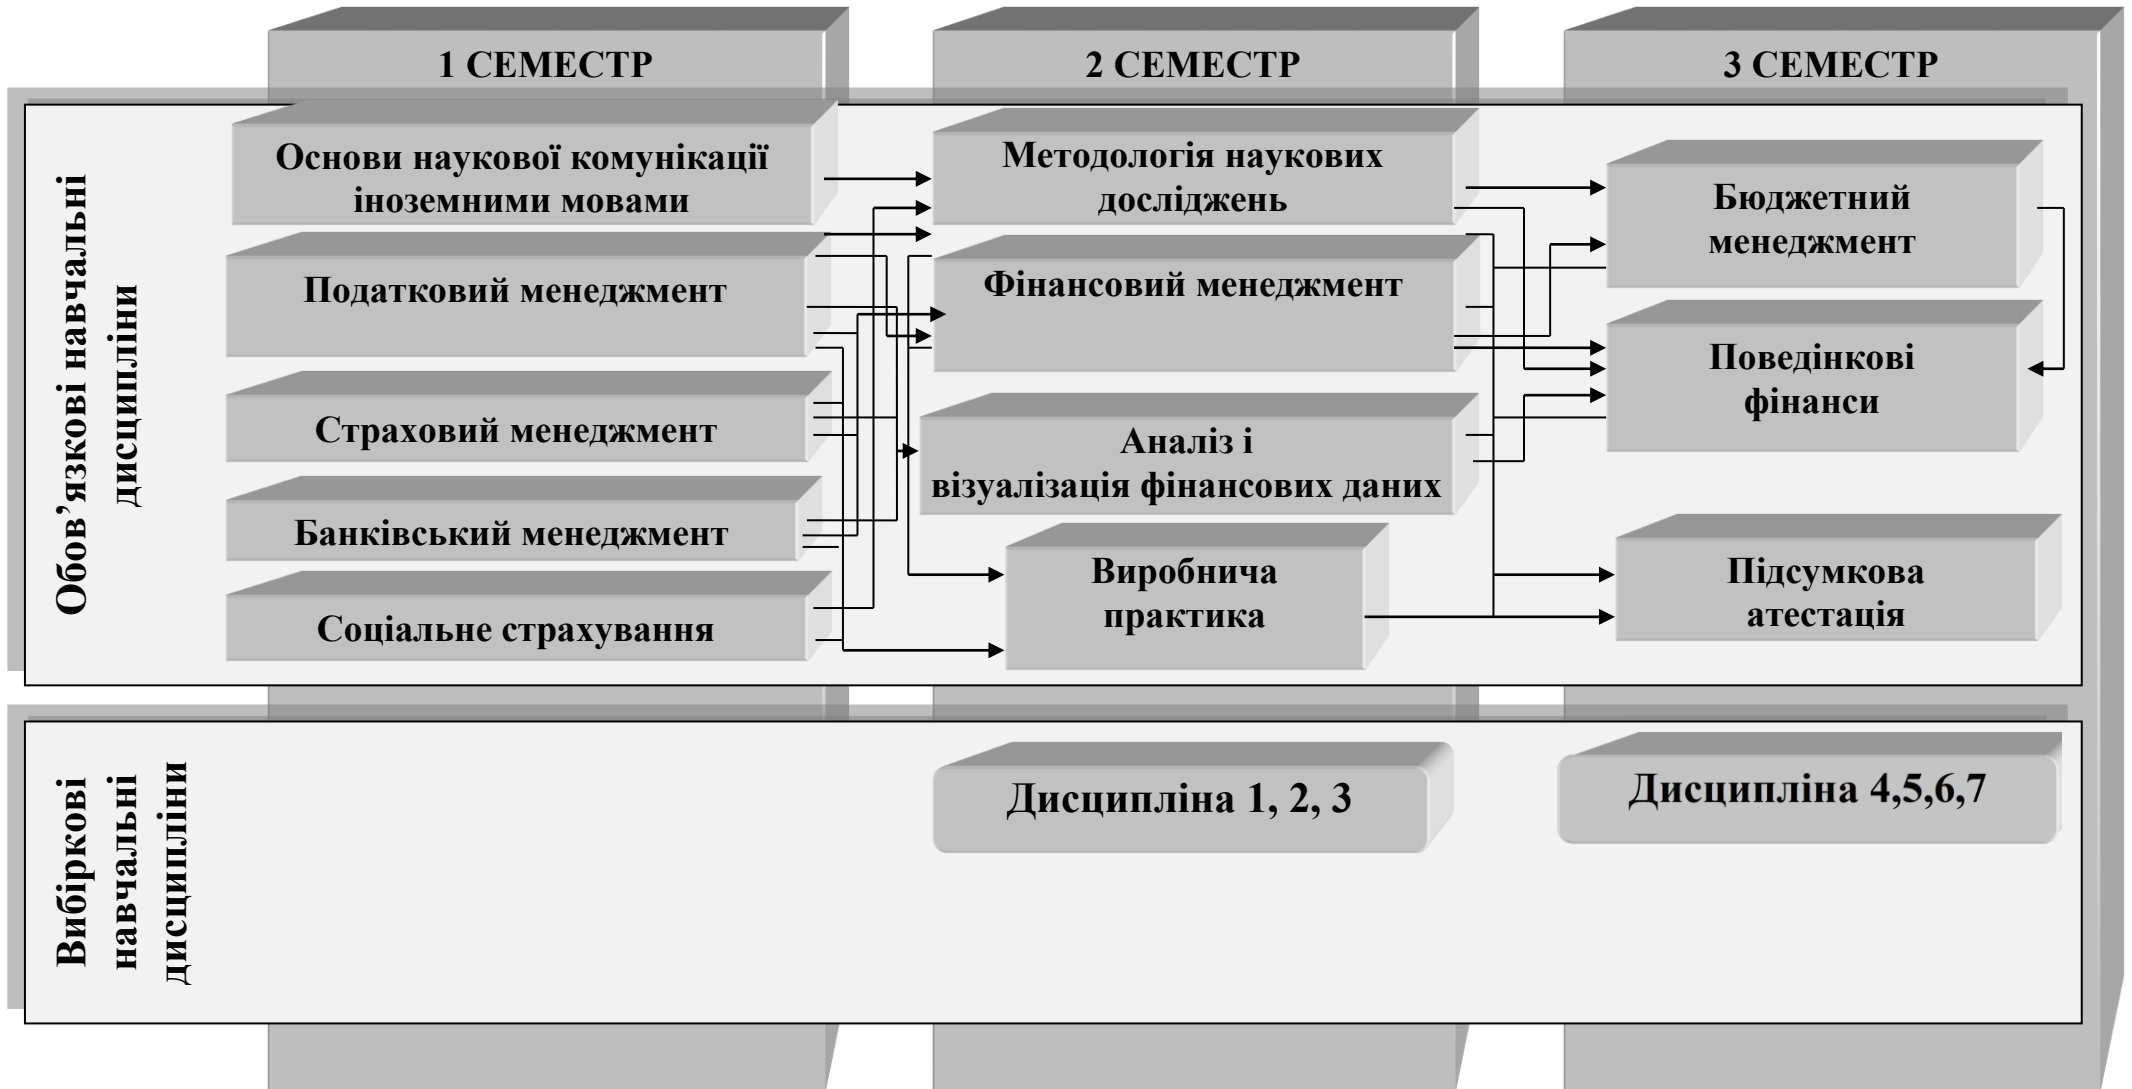 1 СЕМЕСТР
2 СЕМЕСТР
3 СЕМЕСТР
Обов’язкові навчальні
дисципліни
Основи наукової комунікації
іноземними мовами
Податковий менеджмент
Страховий менеджмент
Банківський менеджмент
Соціальне страхування
Методологія наукових
досліджень
Фінансовий менеджмент
Аналіз і
візуалізація фінансових даних
Виробнича
практика
Бюджетний
менеджмент
Поведінкові
фінанси
Підсумкова
атестація
Вибіркові
навчальні
дисципліни
Дисципліна 1, 2, 3
Дисципліна 4,5,6,7